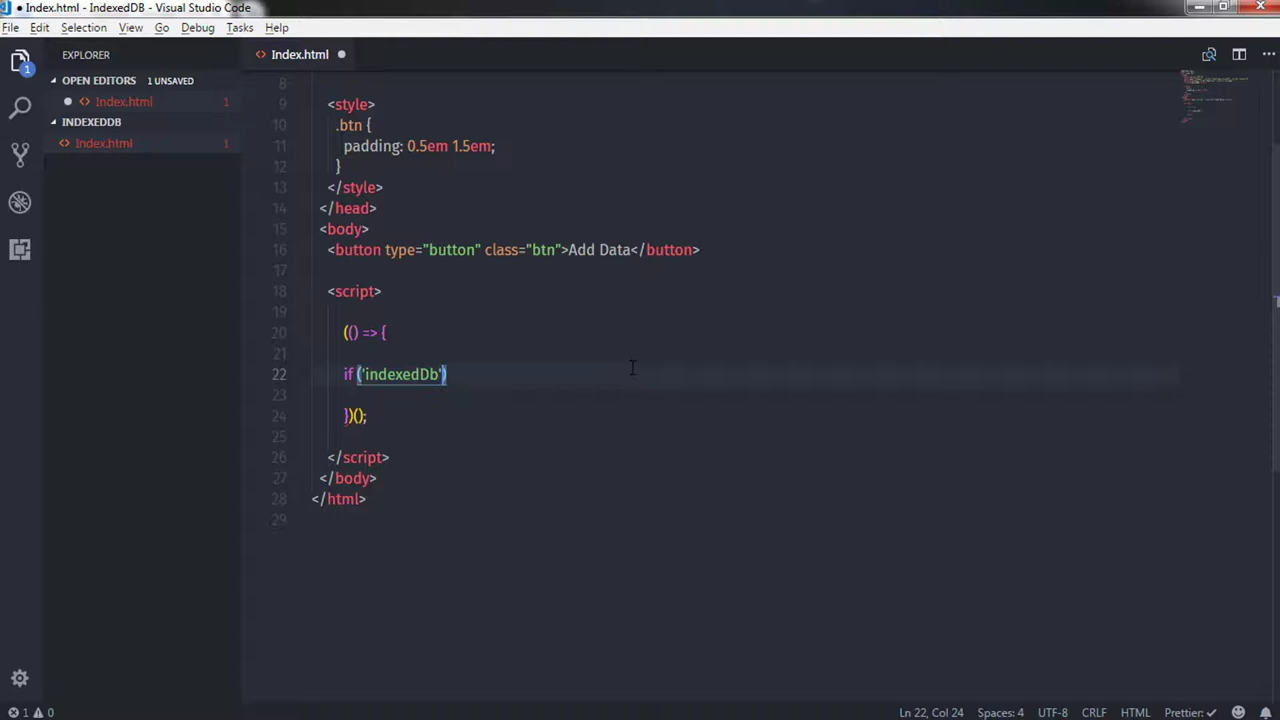 ● Index.html - IndexedDB - Visual Studio Code
File Edit Selection View Go Debug Tasks Help
EXPLORER
<> Index.html ●
OPEN EDITORS 1 UNSAVED
● <> Index.html 1
INDEXEDDB
<> Index.html 1
1
8
9 <style>
10 .btn {
11 padding: 0.5em 1.5em;
12 }
13 </style>
14 </head>
15 <body>
16 <button type="button" class="btn">Add Data</button>
17
18 <script>
19
20 (() => {
21
22 if ('indexedDb')
23
24 })();
25
26 </script>
27 </body>
28 </html>
29
1 0 Ln 22, Col 24 Spaces: 4 UTF-8 CRLF HTML Prettier: ✓